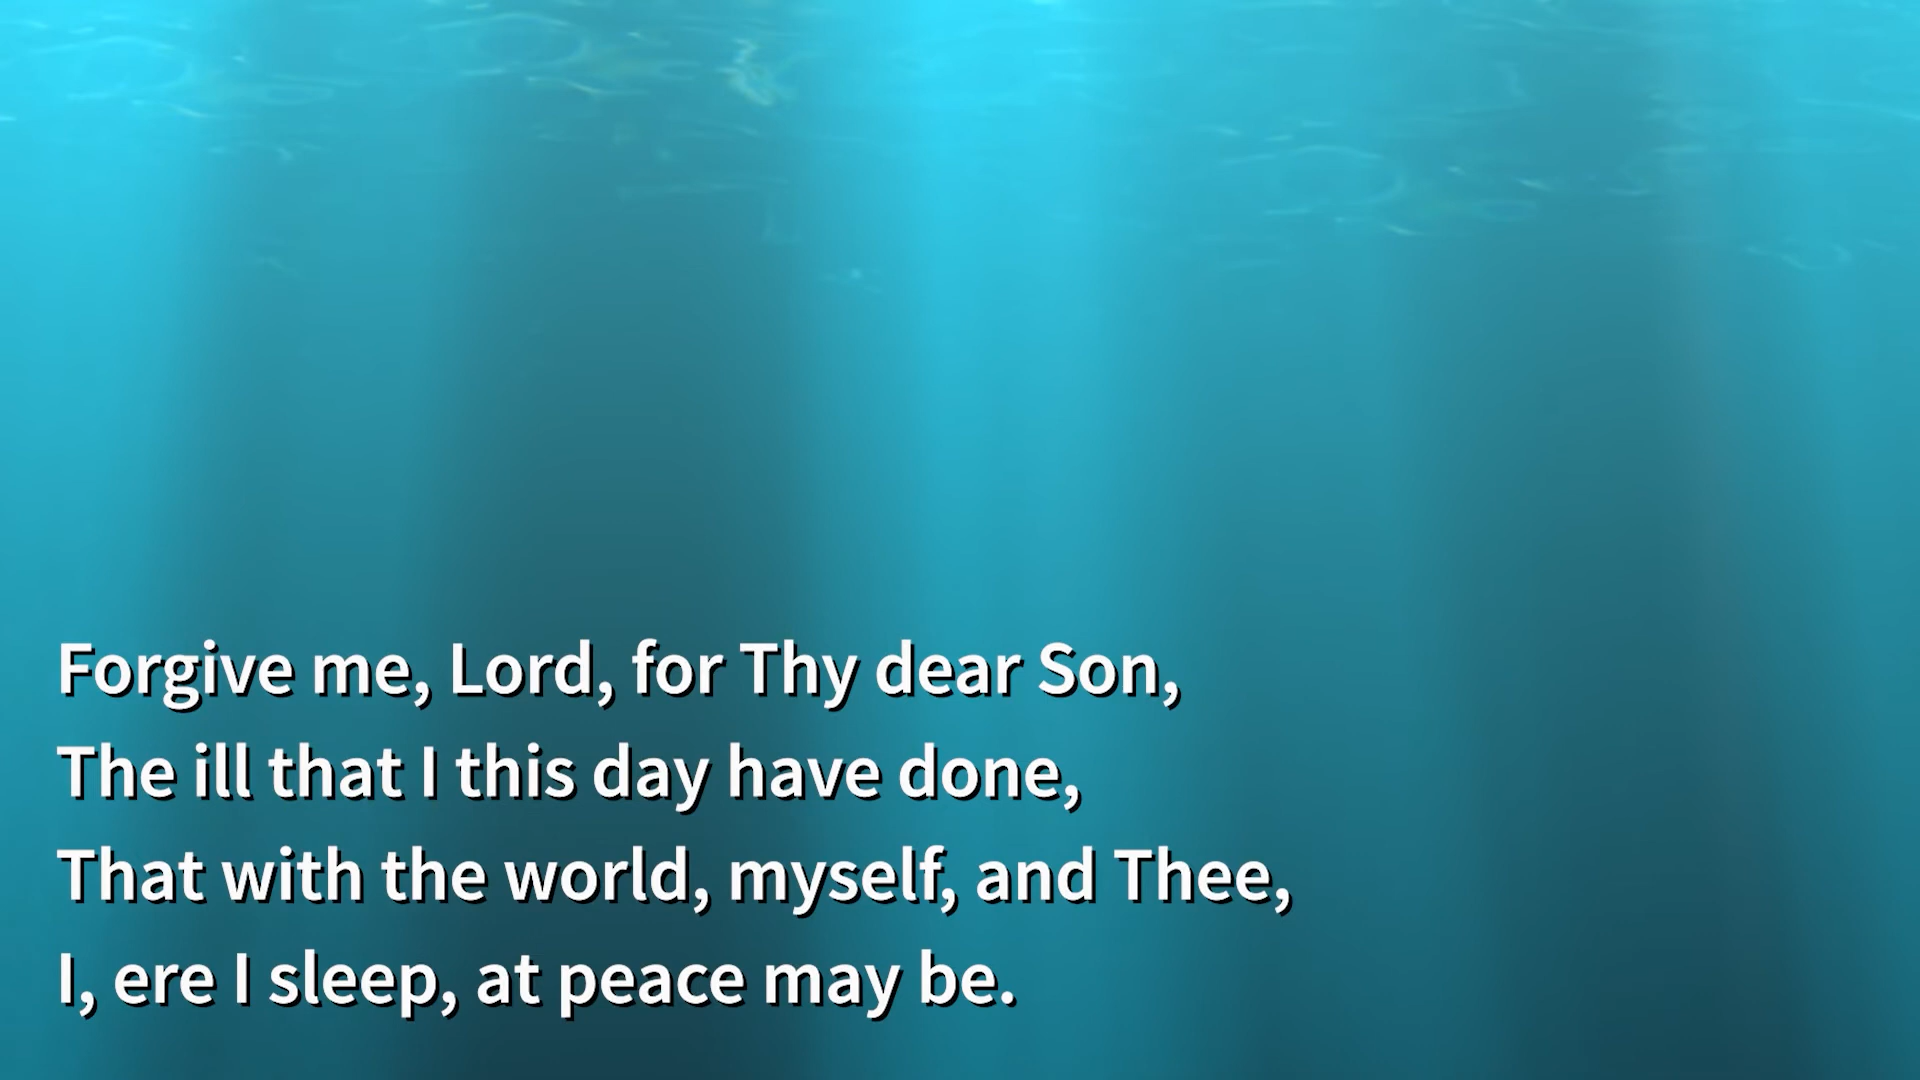 Forgive me, Lord, for Thy dear Son,
The ill that I this day have done,
That with the world, myself, and Thee,
I, ere I sleep, at peace may be.